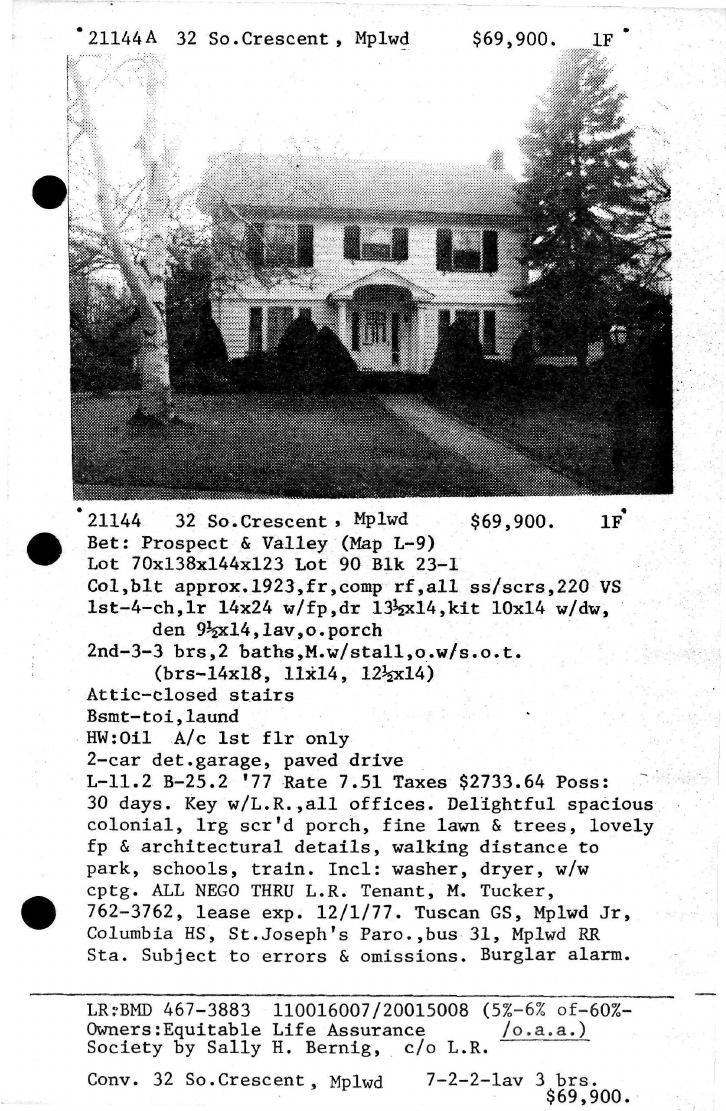 21144A 32 So.Crescent, Mplwd $69,900. 1F
21144 32 So.Crescent, Mplwd $69,900. 1F
Bet: Prospect & Valley (Map L-9)
Lot 70x138x144x123 Lot 90 Blk 23-1
Col,blt approx.1923,fr,comp rf,all ss/scrs,220 VS
1st-4-ch,lr 14x24 w/fp,dr 13½x14,kit 10x14 w/dw,
den 9½x14,lav,o.porch
2nd-3-3 brs,2 baths,M.w/stall,o.w/s.o.t.
(brs-14x18, 11x14, 12½x14)
Attic-closed stairs
Bsmt-toi,laund
HW:Oil A/c 1st flr only
2-car det.garage, paved drive
L-11.2 B-25.2 '77 Rate 7.51 Taxes $2733.64 Poss:
30 days. Key w/L.R.,all offices. Delightful spacious
colonial, lrg scr'd porch, fine lawn & trees, lovely
fp & architectural details, walking distance to
park, schools, train. Incl: washer, dryer, w/w
cptg. ALL NEGO THRU L.R. Tenant, M. Tucker,
762-3762, lease exp. 12/1/77. Tuscan GS, Mplwd Jr,
Columbia HS, St.Joseph's Paro.,bus 31, Mplwd RR
Sta. Subject to errors & omissions. Burglar alarm.
LR:BMD 467-3883 110016007/20015008 (5%-6% of-60%-
Owners:Equitable Life Assurance /o.a.a.)
Society by Sally H. Bernig, c/o L.R.
Conv. 32 So.Crescent, Mplwd 7-2-2-lav 3 brs.
$69,900.